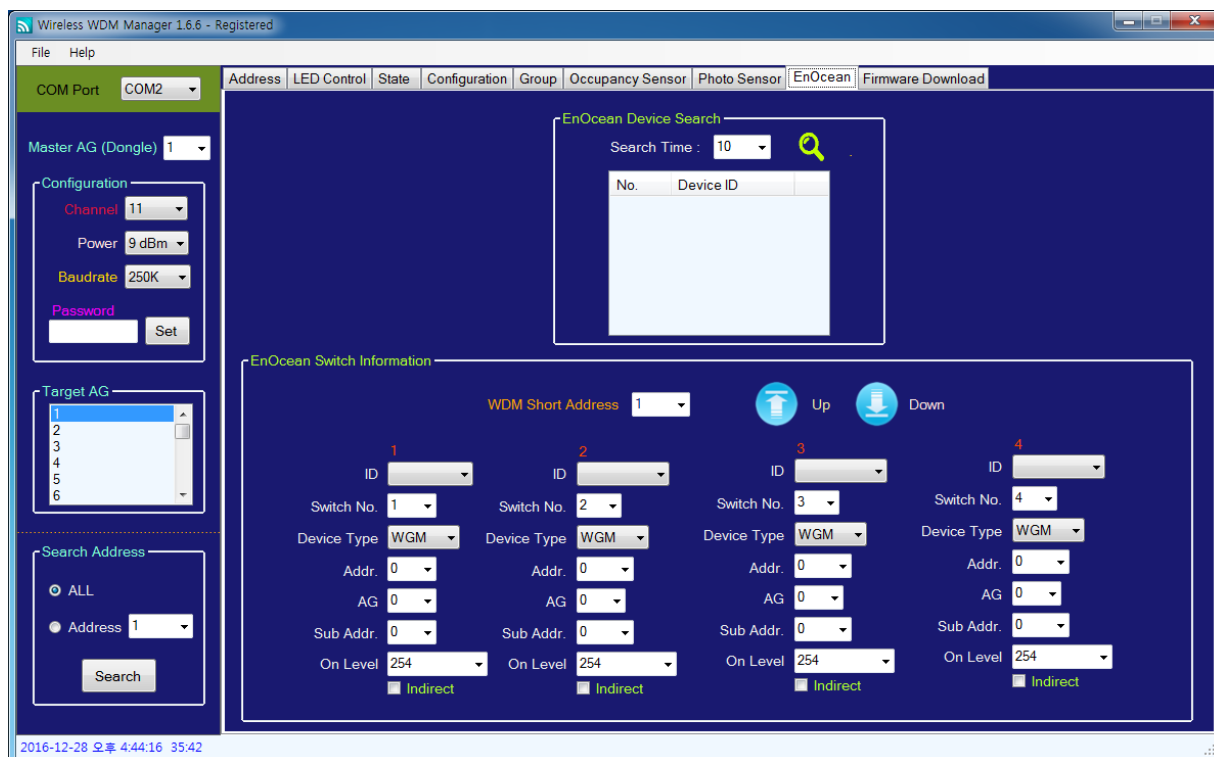 Wireless WDM Manager 1.6.6 - Registered
File Help
COM Port COM2
Master AG (Dongle) 1
Configuration
Channel 11
Power 9 dBm
Baudrate 250K
Password
Set
Target AG
1
2
3
4
5
6
Search Address
ALL
Address 1
Search
Address LED Control State Configuration Group Occupancy Sensor Photo Sensor EnOcean Firmware Download
EnOcean Device Search
Search Time : 10 .
No. Device ID
EnOcean Switch Information
WDM Short Address 1 Up Down
1 2 3 4
ID ID ID ID
Switch No. 1 Switch No. 2 Switch No. 3 Switch No. 4
Device Type WGM Device Type WGM Device Type WGM Device Type WGM
Addr. 0 Addr. 0 Addr. 0 Addr. 0
AG 0 AG 0 AG 0 AG 0
Sub Addr. 0 Sub Addr. 0 Sub Addr. 0 Sub Addr. 0
On Level 254 On Level 254 On Level 254 On Level 254
Indirect Indirect Indirect Indirect
2016-12-28 오후 4:44:16 35:42